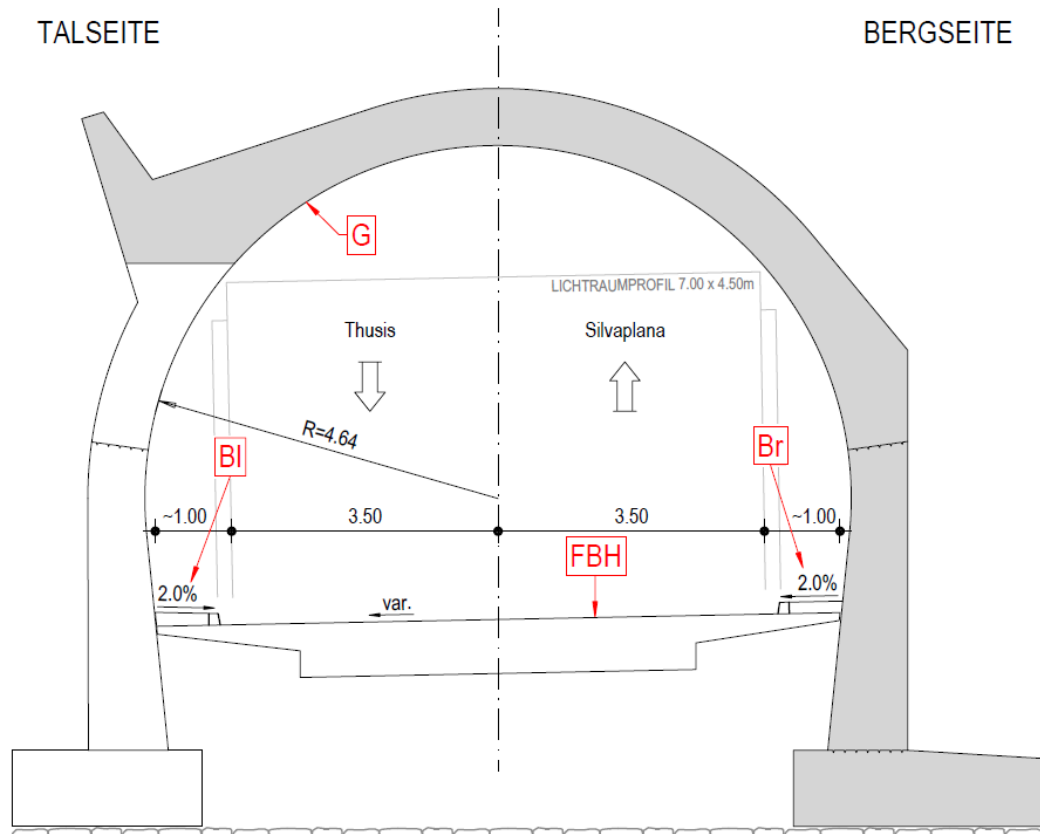 TALSEITE
BERGSEITE
G
LICHTRAUMPROFIL 7.00 x 4.50m
Thusis
Silvaplana
R=4.64
Bl
Br
~1.00
3.50
3.50
~1.00
FBH
2.0%
2.0%
var.